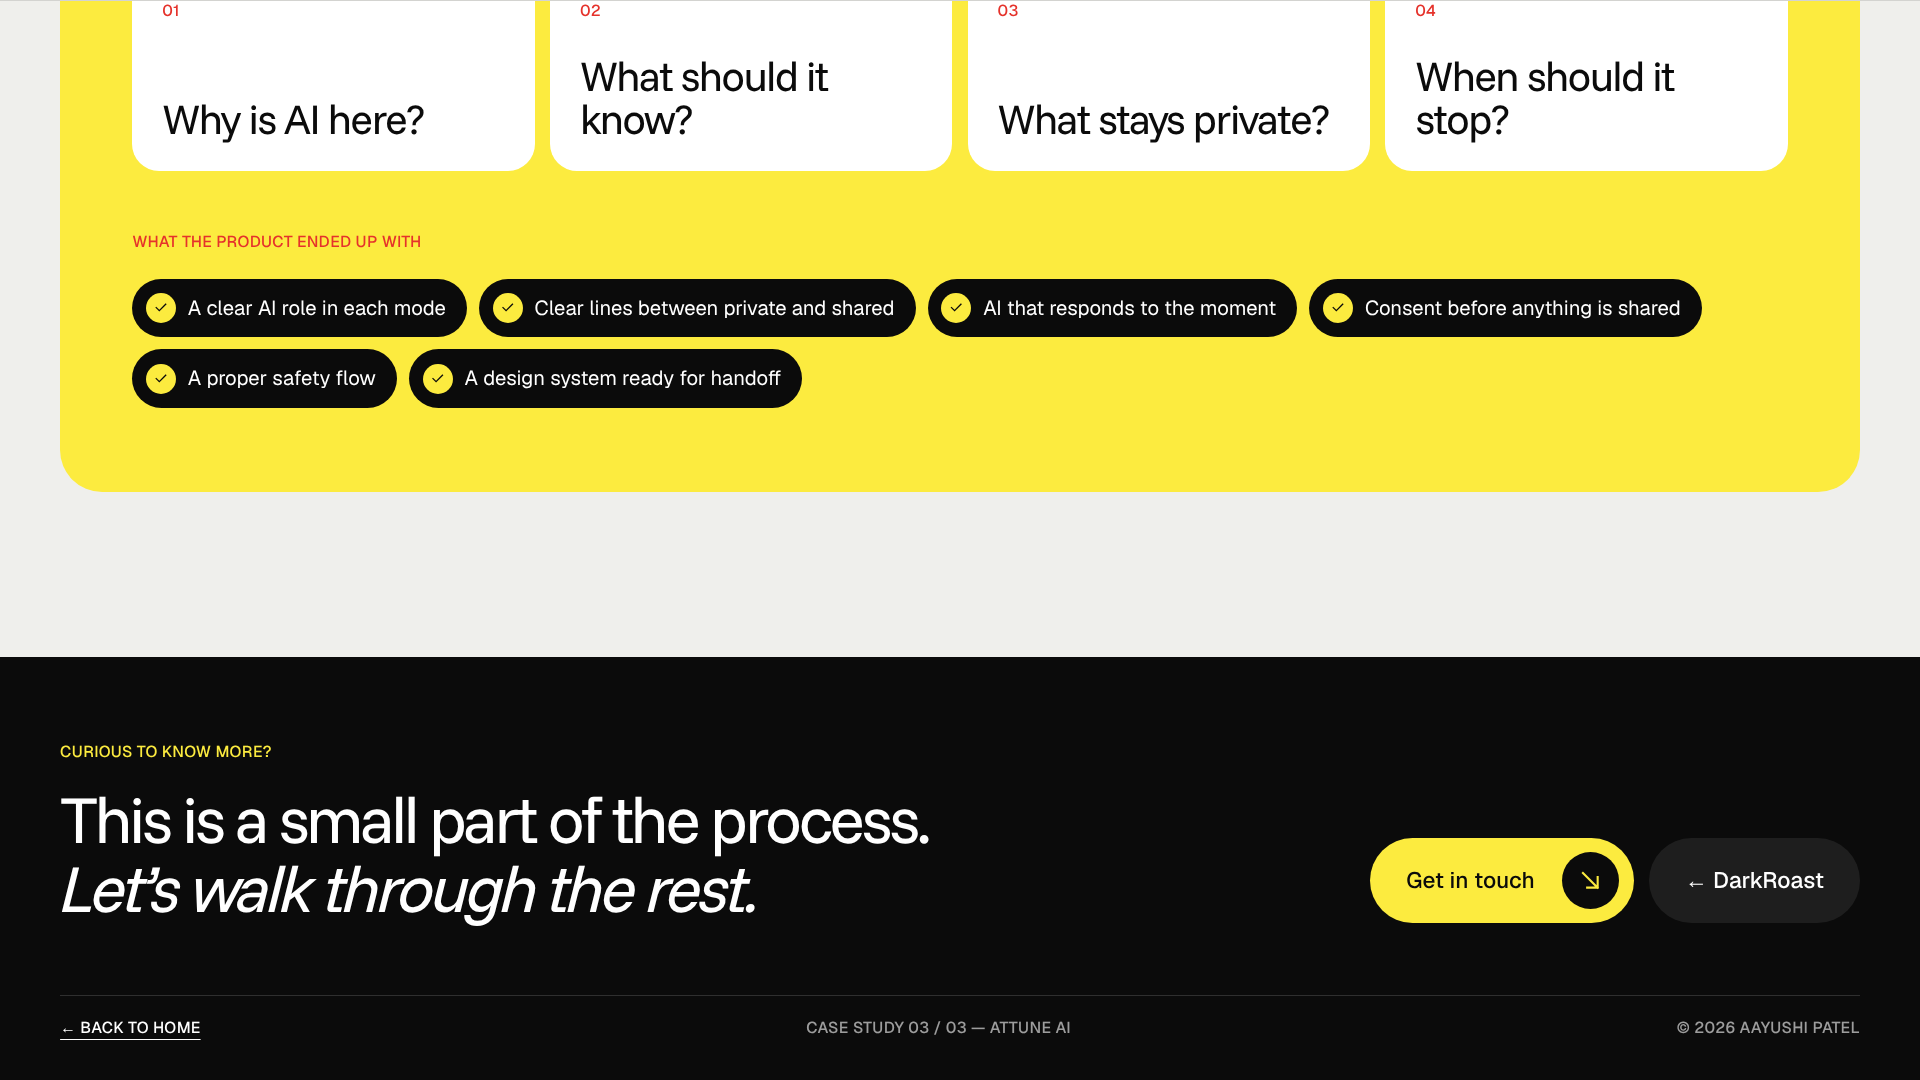 01
Why is AI here?
02
What should it
know?
03
What stays private?
04
When should it
stop?
WHAT THE PRODUCT ENDED UP WITH
A clear AI role in each mode
Clear lines between private and shared
AI that responds to the moment
Consent before anything is shared
A proper safety flow
A design system ready for handoff
CURIOUS TO KNOW MORE?
This is a small part of the process.
Let’s walk through the rest.
Get in touch
← DarkRoast
← BACK TO HOME
CASE STUDY 03 / 03 — ATTUNE AI
© 2026 AAYUSHI PATEL